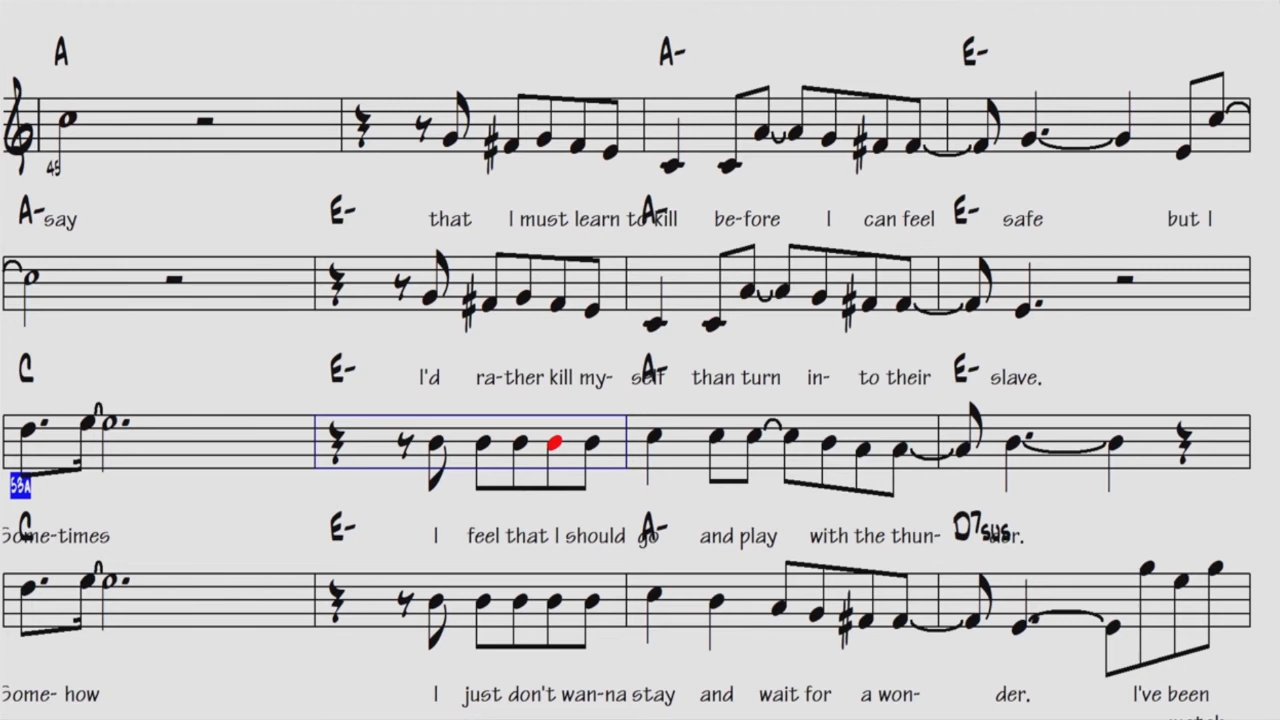 A A- E-
45
A- say E- that I must learn to A- kill be-fore I can feel E- safe but I
C E- I'd ra-ther kill my- self A- than turn in- to their E- slave.
53A
C Some-times E- I feel that I should go A- and play with the thun- D7sus der.
Some- how I just don't wan-na stay and wait for a won- der. I've been